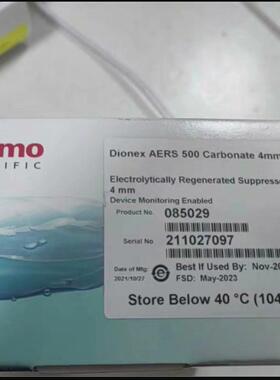 mo
IFIC
Dionex AERS 500 Carbonate 4mm
Electrolytically Regenerated Suppresso
4 mm
Device Monitoring Enabled
Product No. 085029
Serial No 211027097
Date of Mfg: Best If Used By: Nov-20
2021/10/27 FSD: May-2023
Store Below 40 °C (104